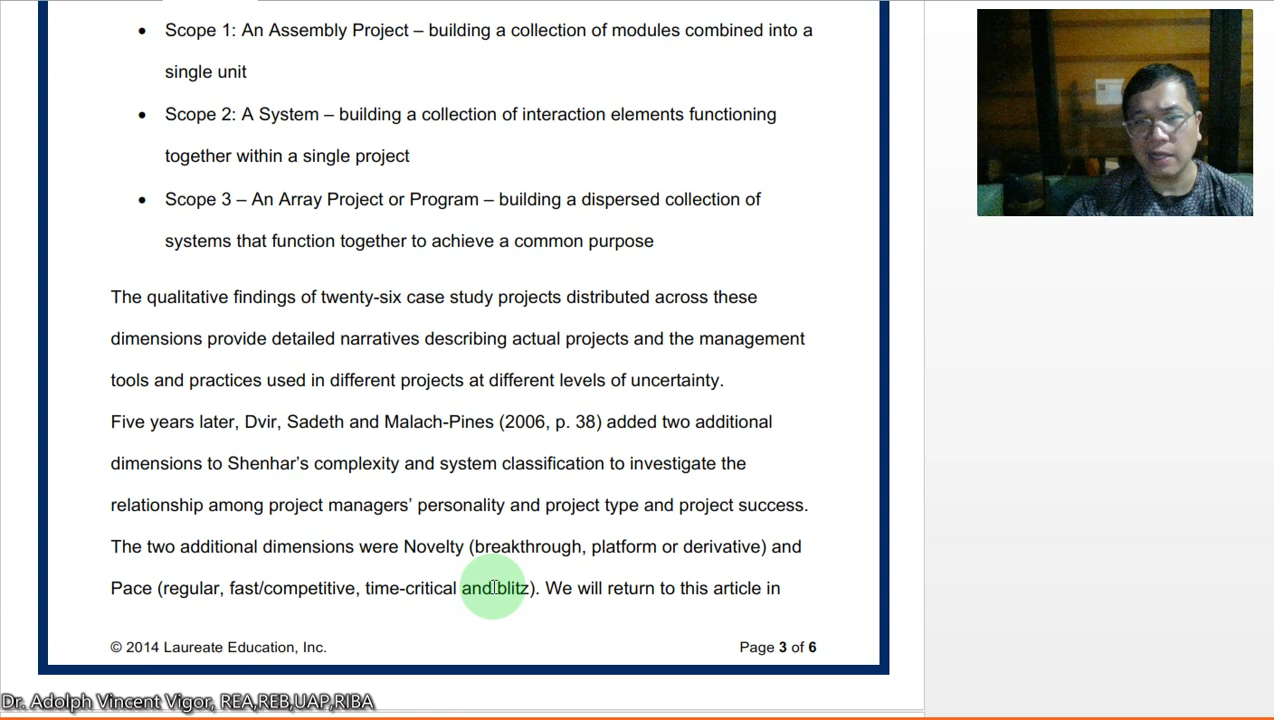 • Scope 1: An Assembly Project – building a collection of modules combined into a
single unit
• Scope 2: A System – building a collection of interaction elements functioning
together within a single project
• Scope 3 – An Array Project or Program – building a dispersed collection of
systems that function together to achieve a common purpose
The qualitative findings of twenty-six case study projects distributed across these
dimensions provide detailed narratives describing actual projects and the management
tools and practices used in different projects at different levels of uncertainty.
Five years later, Dvir, Sadeth and Malach-Pines (2006, p. 38) added two additional
dimensions to Shenhar’s complexity and system classification to investigate the
relationship among project managers’ personality and project type and project success.
The two additional dimensions were Novelty (breakthrough, platform or derivative) and
Pace (regular, fast/competitive, time-critical and blitz). We will return to this article in
© 2014 Laureate Education, Inc. Page 3 of 6
Dr. Adolph Vincent Vigor, REA,REB,UAP,RIBA